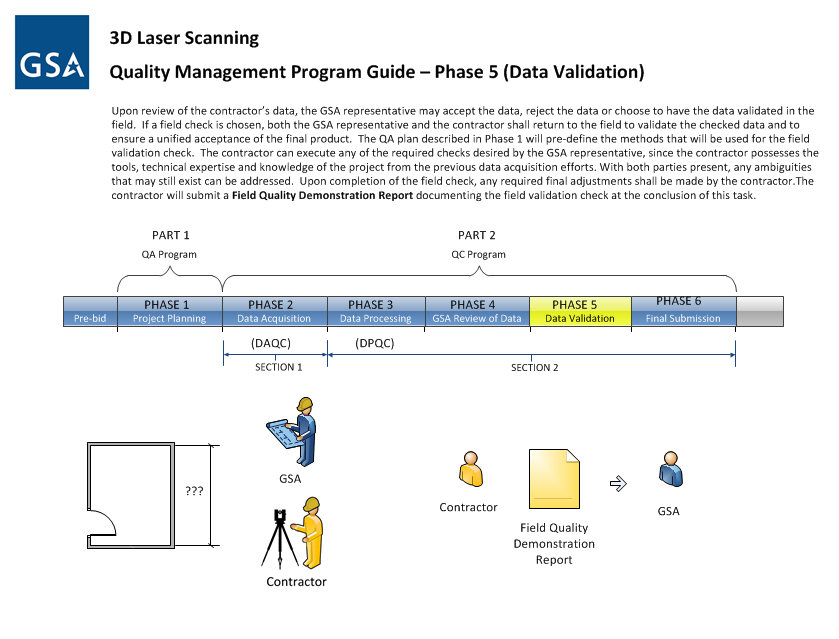 GSA
3D Laser Scanning
Quality Management Program Guide – Phase 5 (Data Validation)
Upon review of the contractor's data, the GSA representative may accept the data, reject the data or choose to have the data validated in the
field.  If a field check is chosen, both the GSA representative and the contractor shall return to the field to validate the checked data and to
ensure a unified acceptance of the final product.  The QA plan described in Phase 1 will pre-define the methods that will be used for the field
validation check.  The contractor can execute any of the required checks desired by the GSA representative, since the contractor possesses the
tools, technical expertise and knowledge of the project from the previous data acquisition efforts. With both parties present, any ambiguities
that may still exist can be addressed.  Upon completion of the field check, any required final adjustments shall be made by the contractor.The
contractor will submit a Field Quality Demonstration Report documenting the field validation check at the conclusion of this task.
PART 1
QA Program
PART 2
QC Program
Pre-bid
PHASE 1
Project Planning
PHASE 2
Data Acquisition
PHASE 3
Data Processing
PHASE 4
GSA Review of Data
PHASE 5
Data Validation
PHASE 6
Final Submission
(DAQC)
(DPQC)
SECTION 1
SECTION 2
???
GSA
Contractor
Contractor
Field Quality
Demonstration
Report
GSA